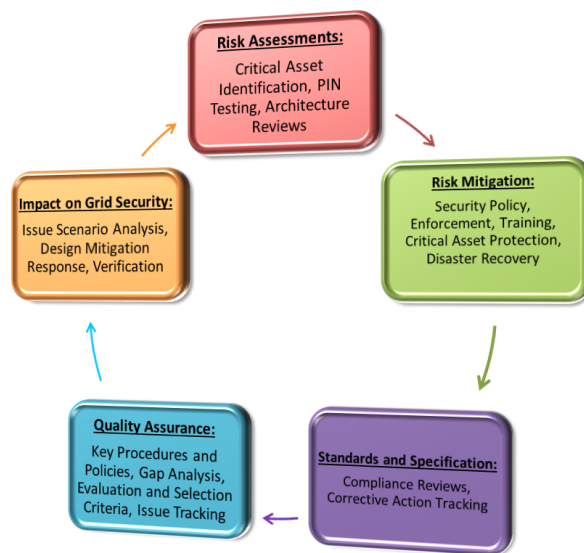 Risk Assessments:
Critical Asset
Identification, PIN
Testing, Architecture
Reviews
Risk Mitigation:
Security Policy,
Enforcement, Training,
Critical Asset Protection,
Disaster Recovery
Standards and Specification:
Compliance Reviews,
Corrective Action Tracking
Quality Assurance:
Key Procedures and
Policies, Gap Analysis,
Evaluation and Selection
Criteria, Issue Tracking
Impact on Grid Security:
Issue Scenario Analysis,
Design Mitigation
Response, Verification